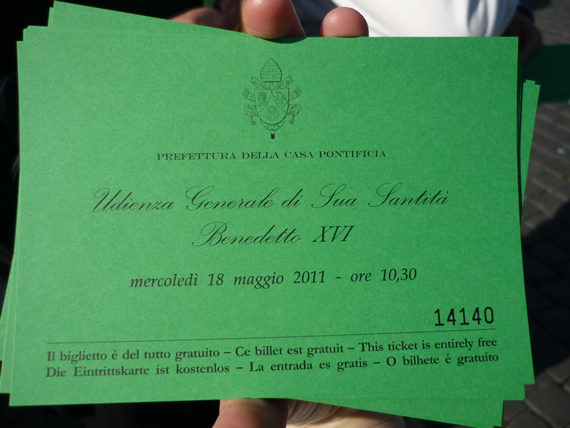 PREFETTURA DELLA CASA PONTIFICIA
Udienza Generale di Sua Santità
Benedetto XVI
mercoledì 18 maggio 2011 - ore 10,30
14140
Il biglietto è del tutto gratuito – Ce billet est gratuit – This ticket is entirely free
Die Eintrittskarte ist kostenlos – La entrada es gratis – O bilhete é gratuito